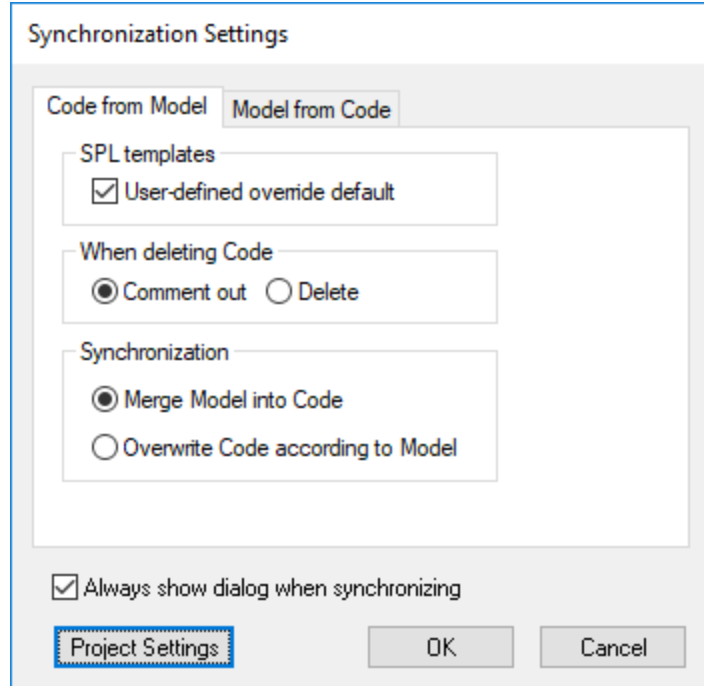 Synchronization Settings
Code from Model Model from Code
SPL templates
User-defined override default
When deleting Code
Comment out Delete
Synchronization
Merge Model into Code
Overwrite Code according to Model
Always show dialog when synchronizing
Project Settings OK Cancel